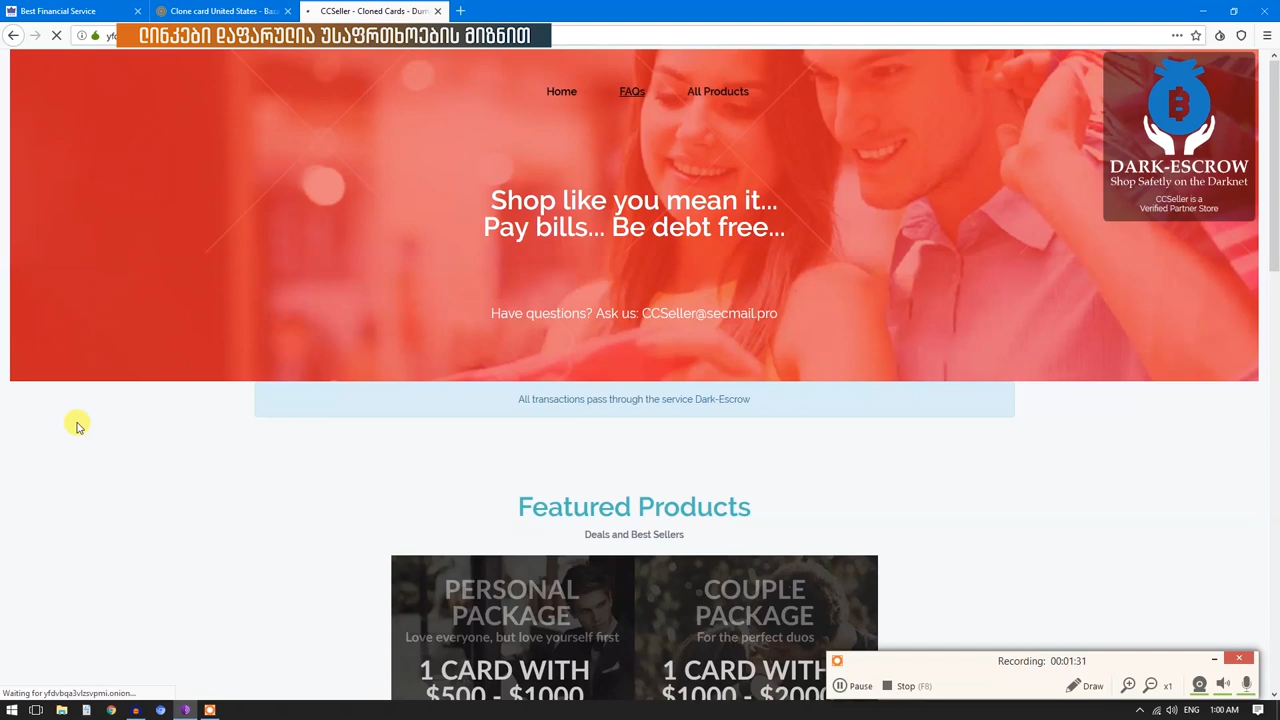 Best Financial Service
Clone card United States - Baz
CCSeller - Cloned Cards - Dum
ლინკები დაფარულია უსაფრთხოების მიზნით
Home
FAQs
All Products
DARK-ESCROW
Shop Safetly on the Darknet
CCSeller is a
Verified Partner Store
Shop like you mean it...
Pay bills... Be debt free...
Have questions? Ask us: CCSeller@secmail.pro
All transactions pass through the service Dark-Escrow
Featured Products
Deals and Best Sellers
PERSONAL
PACKAGE
Love everyone, but love yourself first
1 CARD WITH
$500 - $1000
COUPLE
PACKAGE
For the perfect duos
1 CARD WITH
$1000 - $2000
Recording: 00:01:31
Pause
Stop (F8)
Draw
x1
Waiting for yfdvbqa3vlzsvpmi.onion...
ENG
1:00 AM